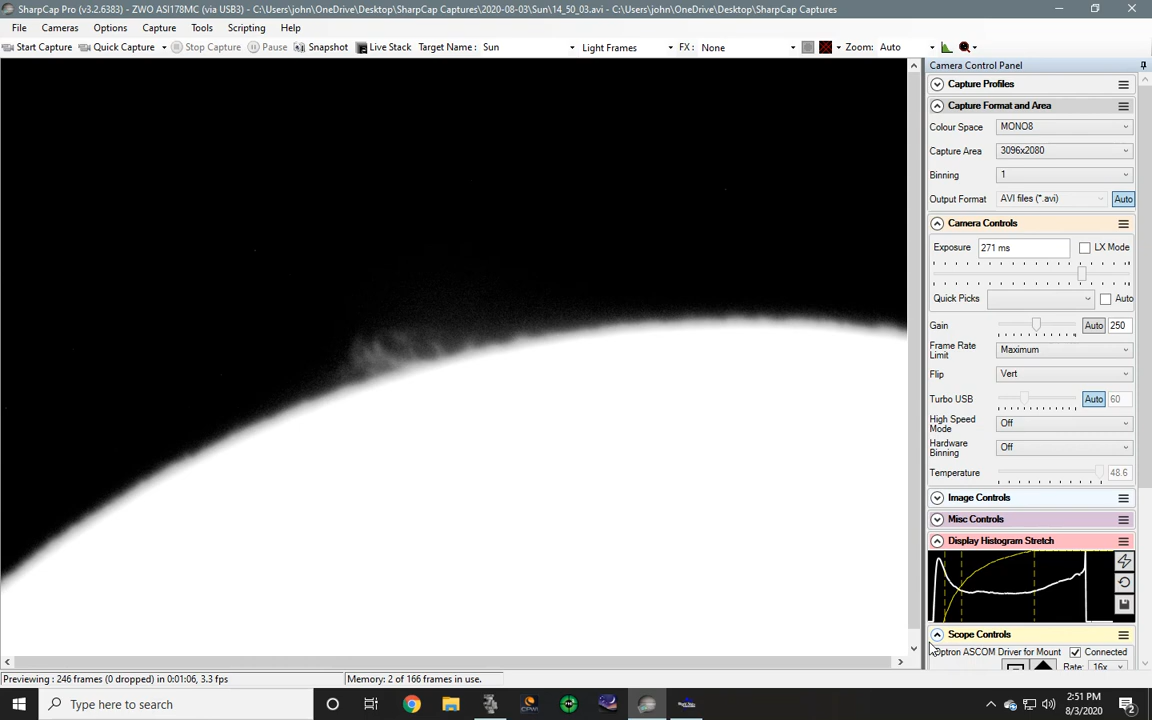 SharpCap Pro (v3.2.6383) - ZWO ASI178MC (via USB3) - C:\Users\john\OneDrive\Desktop\SharpCap Captures\2020-08-03\Sun\14_50_03.avi - C:\Users\john\OneDrive\Desktop\SharpCap Captures
File Cameras Options Capture Tools Scripting Help
Start Capture Quick Capture Stop Capture Pause Snapshot Live Stack Target Name : Sun Light Frames FX : None Zoom: Auto
Camera Control Panel
Capture Profiles
Capture Format and Area
Colour Space MONO8
Capture Area 3096x2080
Binning 1
Output Format AVI files (*.avi) Auto
Camera Controls
Exposure 271 ms LX Mode
Quick Picks Auto
Gain Auto 250
Frame Rate Limit Maximum
Flip Vert
Turbo USB Auto 60
High Speed Mode Off
Hardware Binning Off
Temperature 48.6
Image Controls
Misc Controls
Display Histogram Stretch
Scope Controls
Optron ASCOM Driver for Mount Connected
Rate: 16x
Previewing : 246 frames (0 dropped) in 0:01:06, 3.3 fps Memory: 2 of 166 frames in use.
Type here to search
2:51 PM
8/3/2020
2